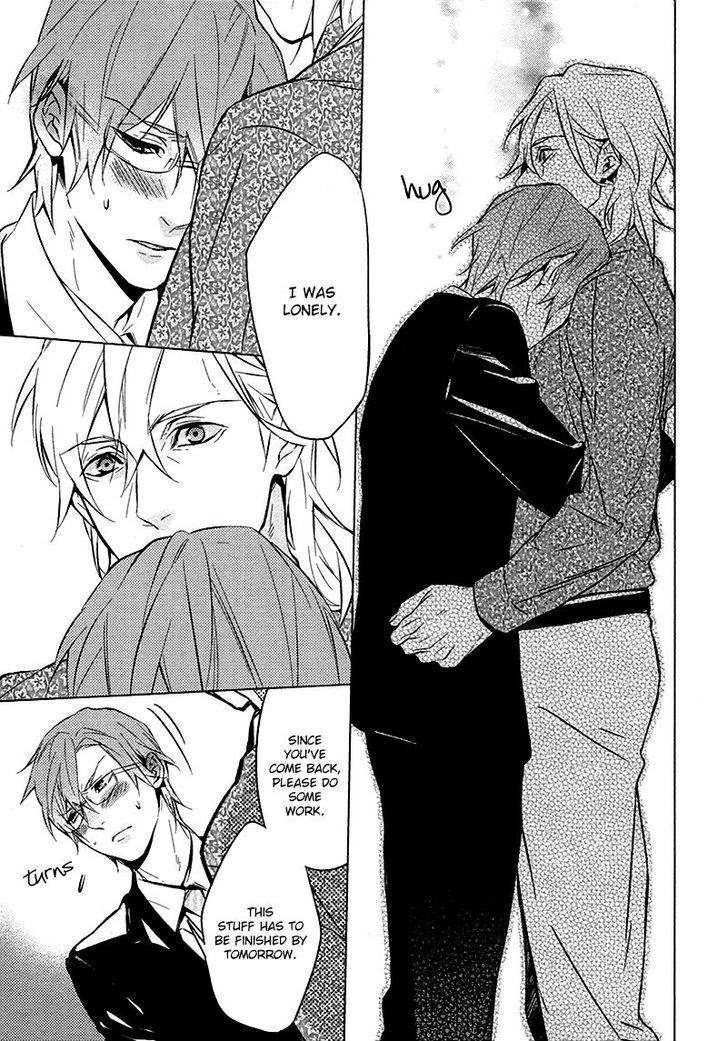 hug
I WAS
LONELY.
SINCE
YOU'VE
COME BACK,
PLEASE DO
SOME
WORK.
turns
THIS
STUFF HAS TO
BE FINISHED BY
TOMORROW.